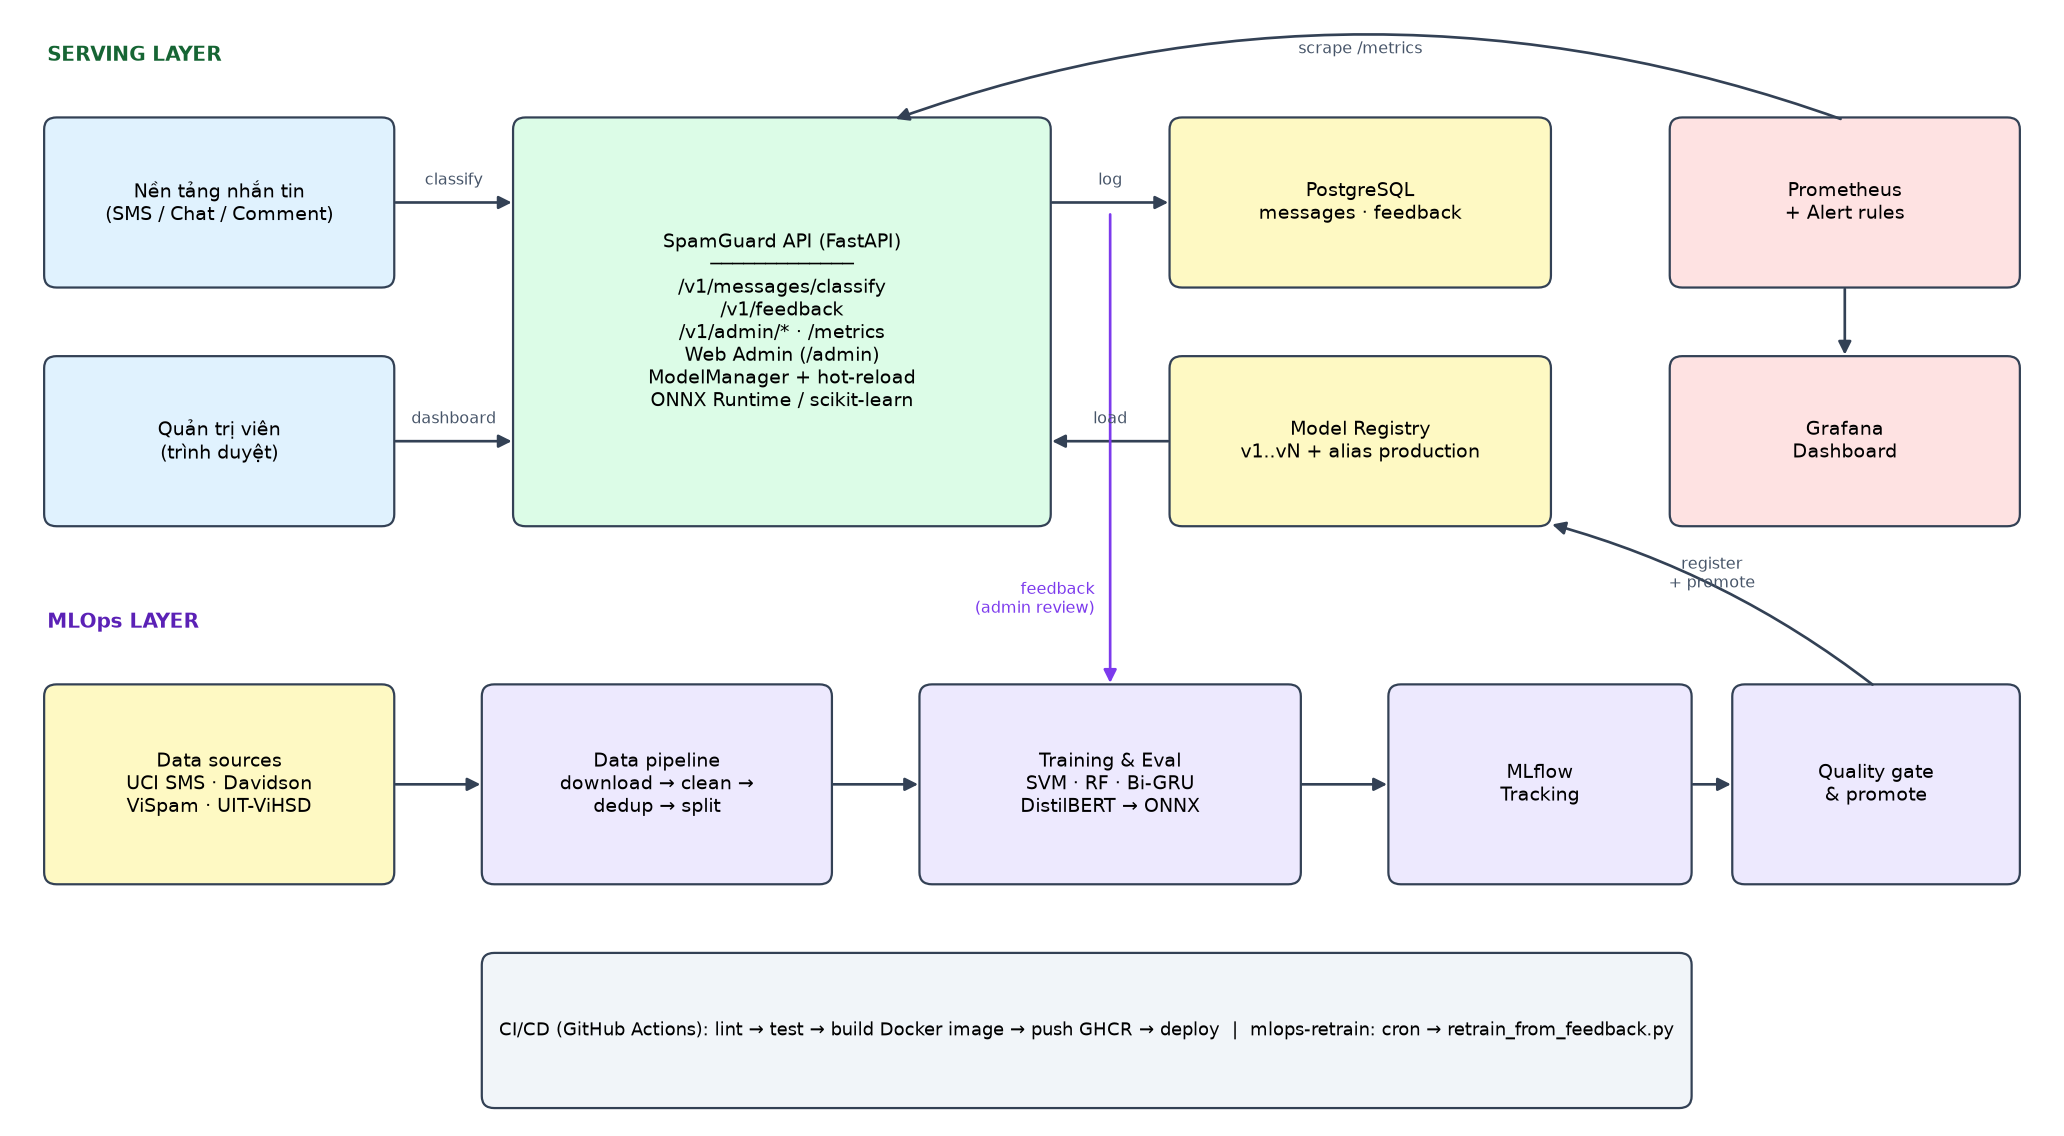 SERVING LAYER
scrape /metrics
Nền tảng nhắn tin
(SMS / Chat / Comment)
classify
SpamGuard API (FastAPI)
─────────────
/v1/messages/classify
/v1/feedback
/v1/admin/* · /metrics
Web Admin (/admin)
ModelManager + hot-reload
ONNX Runtime / scikit-learn
log
PostgreSQL
messages · feedback
Prometheus
+ Alert rules
Quản trị viên
(trình duyệt)
dashboard
load
Model Registry
v1..vN + alias production
Grafana
Dashboard
register
+ promote
feedback
(admin review)
MLOps LAYER
Data sources
UCI SMS · Davidson
ViSpam · UIT-ViHSD
Data pipeline
download → clean →
dedup → split
Training & Eval
SVM · RF · Bi-GRU
DistilBERT → ONNX
MLflow
Tracking
Quality gate
& promote
CI/CD (GitHub Actions): lint → test → build Docker image → push GHCR → deploy | mlops-retrain: cron → retrain_from_feedback.py